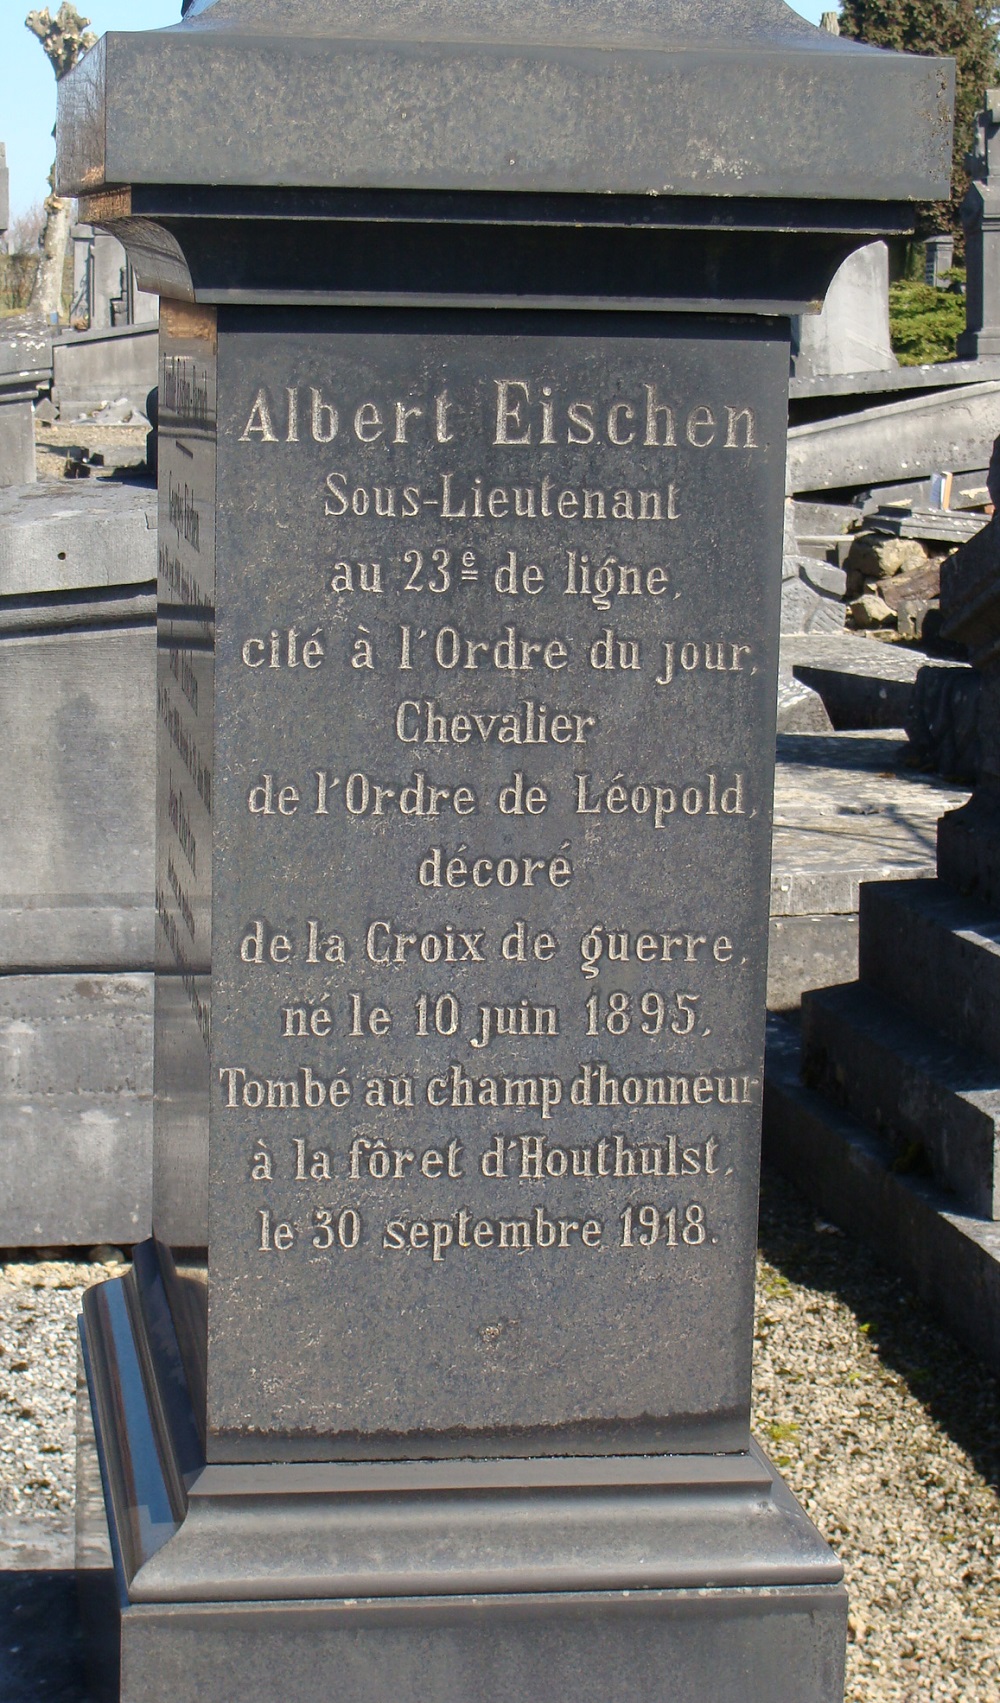 Albert Eischen
Sous-Lieutenant
au 23e de ligne,
cité à l'Ordre du jour,
Chevalier
de l'Ordre de Léopold,
décoré
de la Croix de guerre,
né le 10 juin 1895,
Tombé au champ d'honneur
à la fôret d'Houthulst,
le 30 septembre 1918.